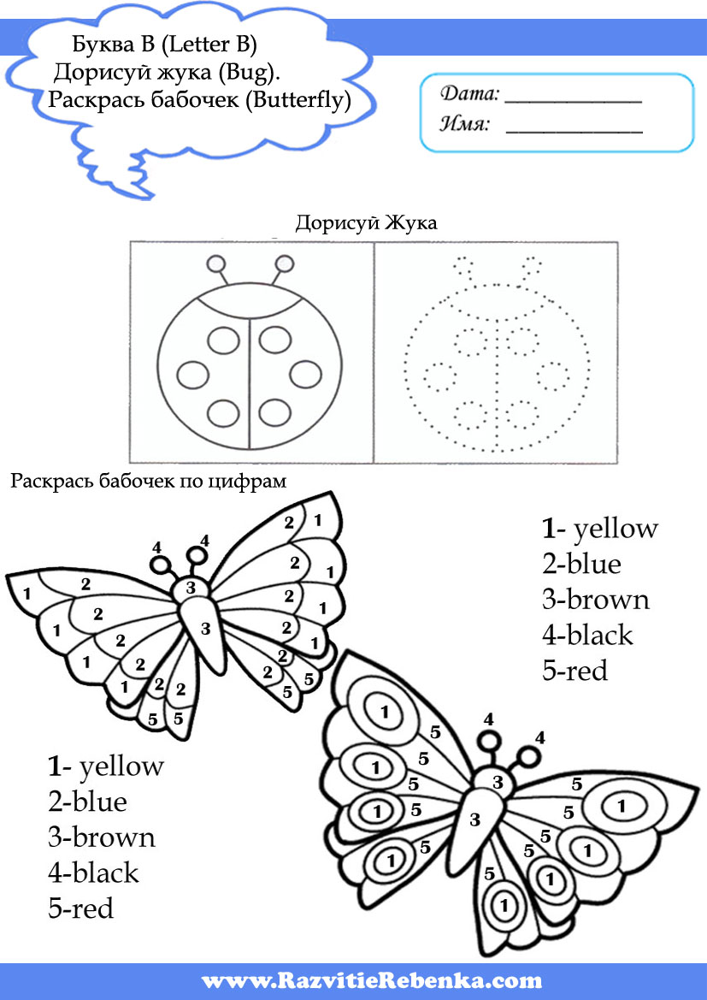 Буква B (Letter B)
Дорисуй жука (Bug).
Раскрась бабочек (Butterfly)
Дата: ____________
Имя: ____________
Дорисуй Жука
Раскрась бабочек по цифрам
1- yellow
2-blue
3-brown
4-black
5-red
4 4
2 1
2 1
3
1 2
2 1
2
3
1
2 1
1 2
2 1
1 2
2 5
1 2 2
5
5 5
1- yellow
2-blue
3-brown
4-black
5-red
1
5
4
4
1 5
5
3
5
1 5
5 1
3
5
1 5
5 1
5 1
1
www.RazvitieRebenka.com